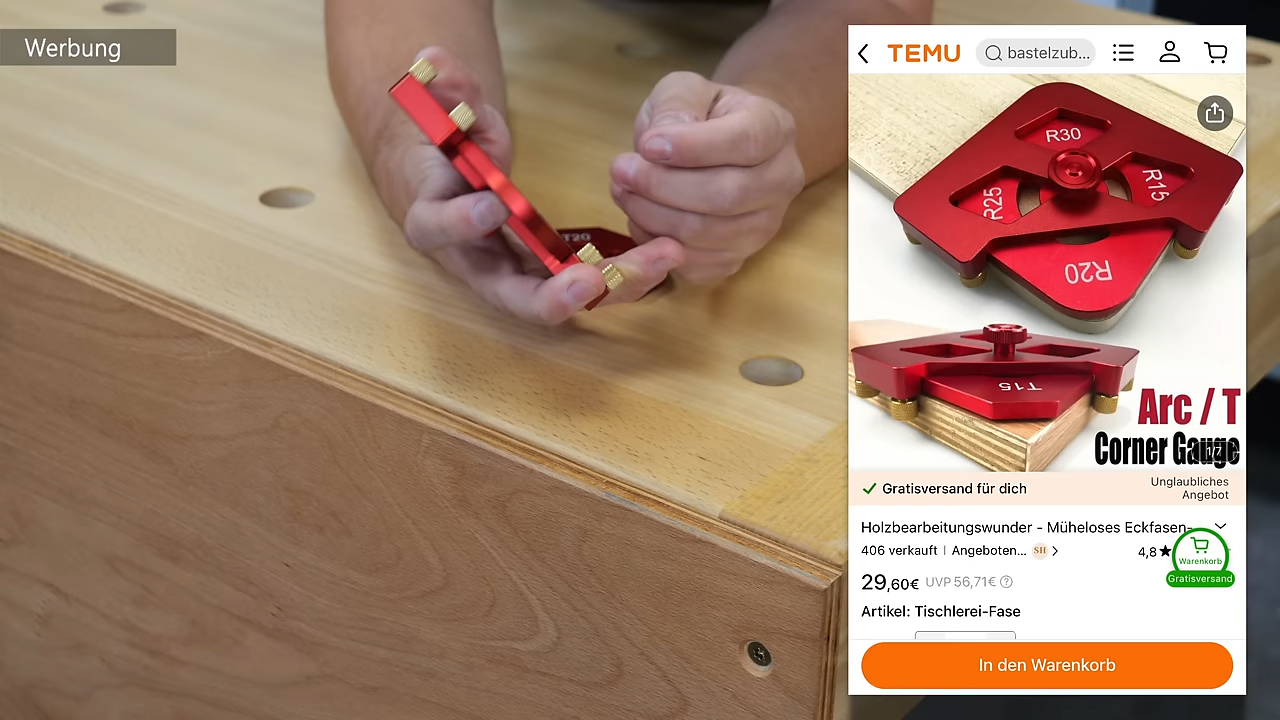 Werbung
T20
TEMU
bastelzub...
R30
R25
R15
R20
T15
Arc / T
Corner Gauge
Gratisversand für dich
Unglaubliches
Angebot
Holzbearbeitungswunder - Müheloses Eckfasen-
406 verkauft | Angeboten... SH
4,8★
Warenkorb
Gratisversand
29,60€ UVP 56,71€ ?
Artikel: Tischlerei-Fase
In den Warenkorb